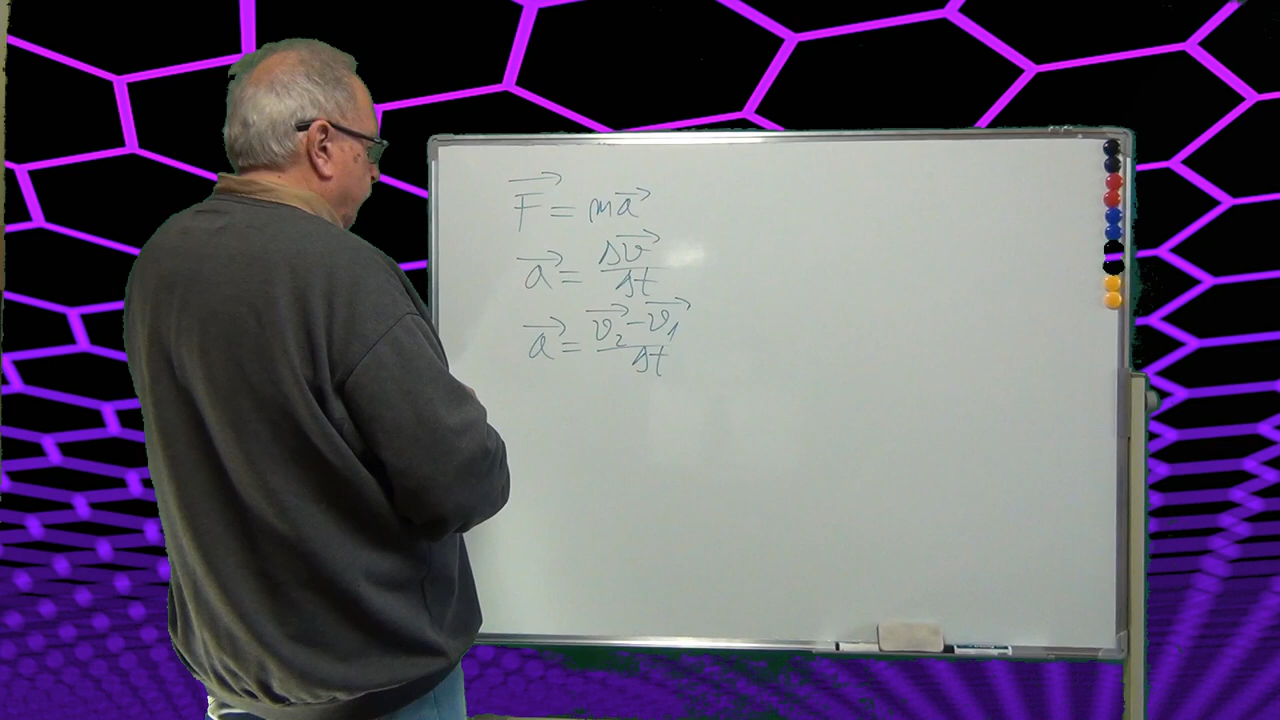 F⃗ = ma⃗
a⃗ = Δv⃗/Δt
a⃗ = v⃗₂ - v⃗₁/Δt